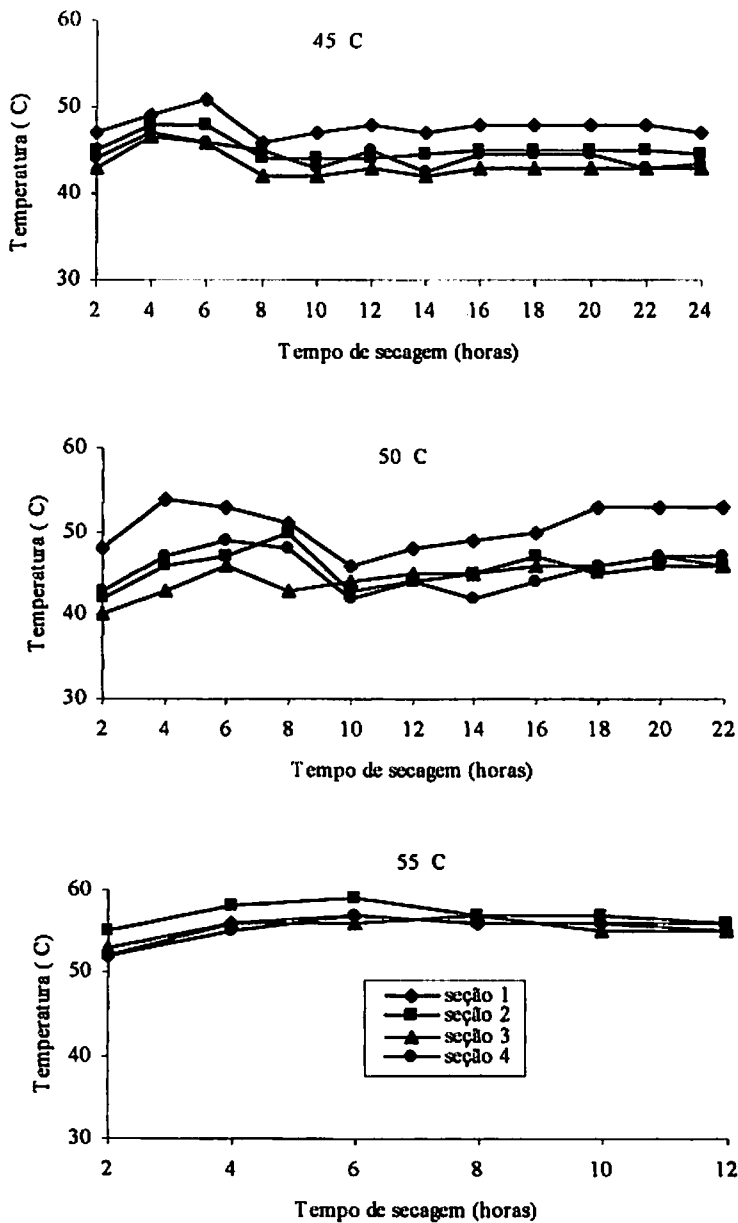 45 C
60
50
40
30
Temperatura ( C)
2 4 6 8 10 12 14 16 18 20 22 24
Tempo de secagem (horas)
50 C
60
50
40
30
Temperatura ( C)
2 4 6 8 10 12 14 16 18 20 22
Tempo de secagem (horas)
55 C
60
50
40
30
Temperatura ( C)
seção 1
seção 2
seção 3
seção 4
2 4 6 8 10 12
Tempo de secagem (horas)